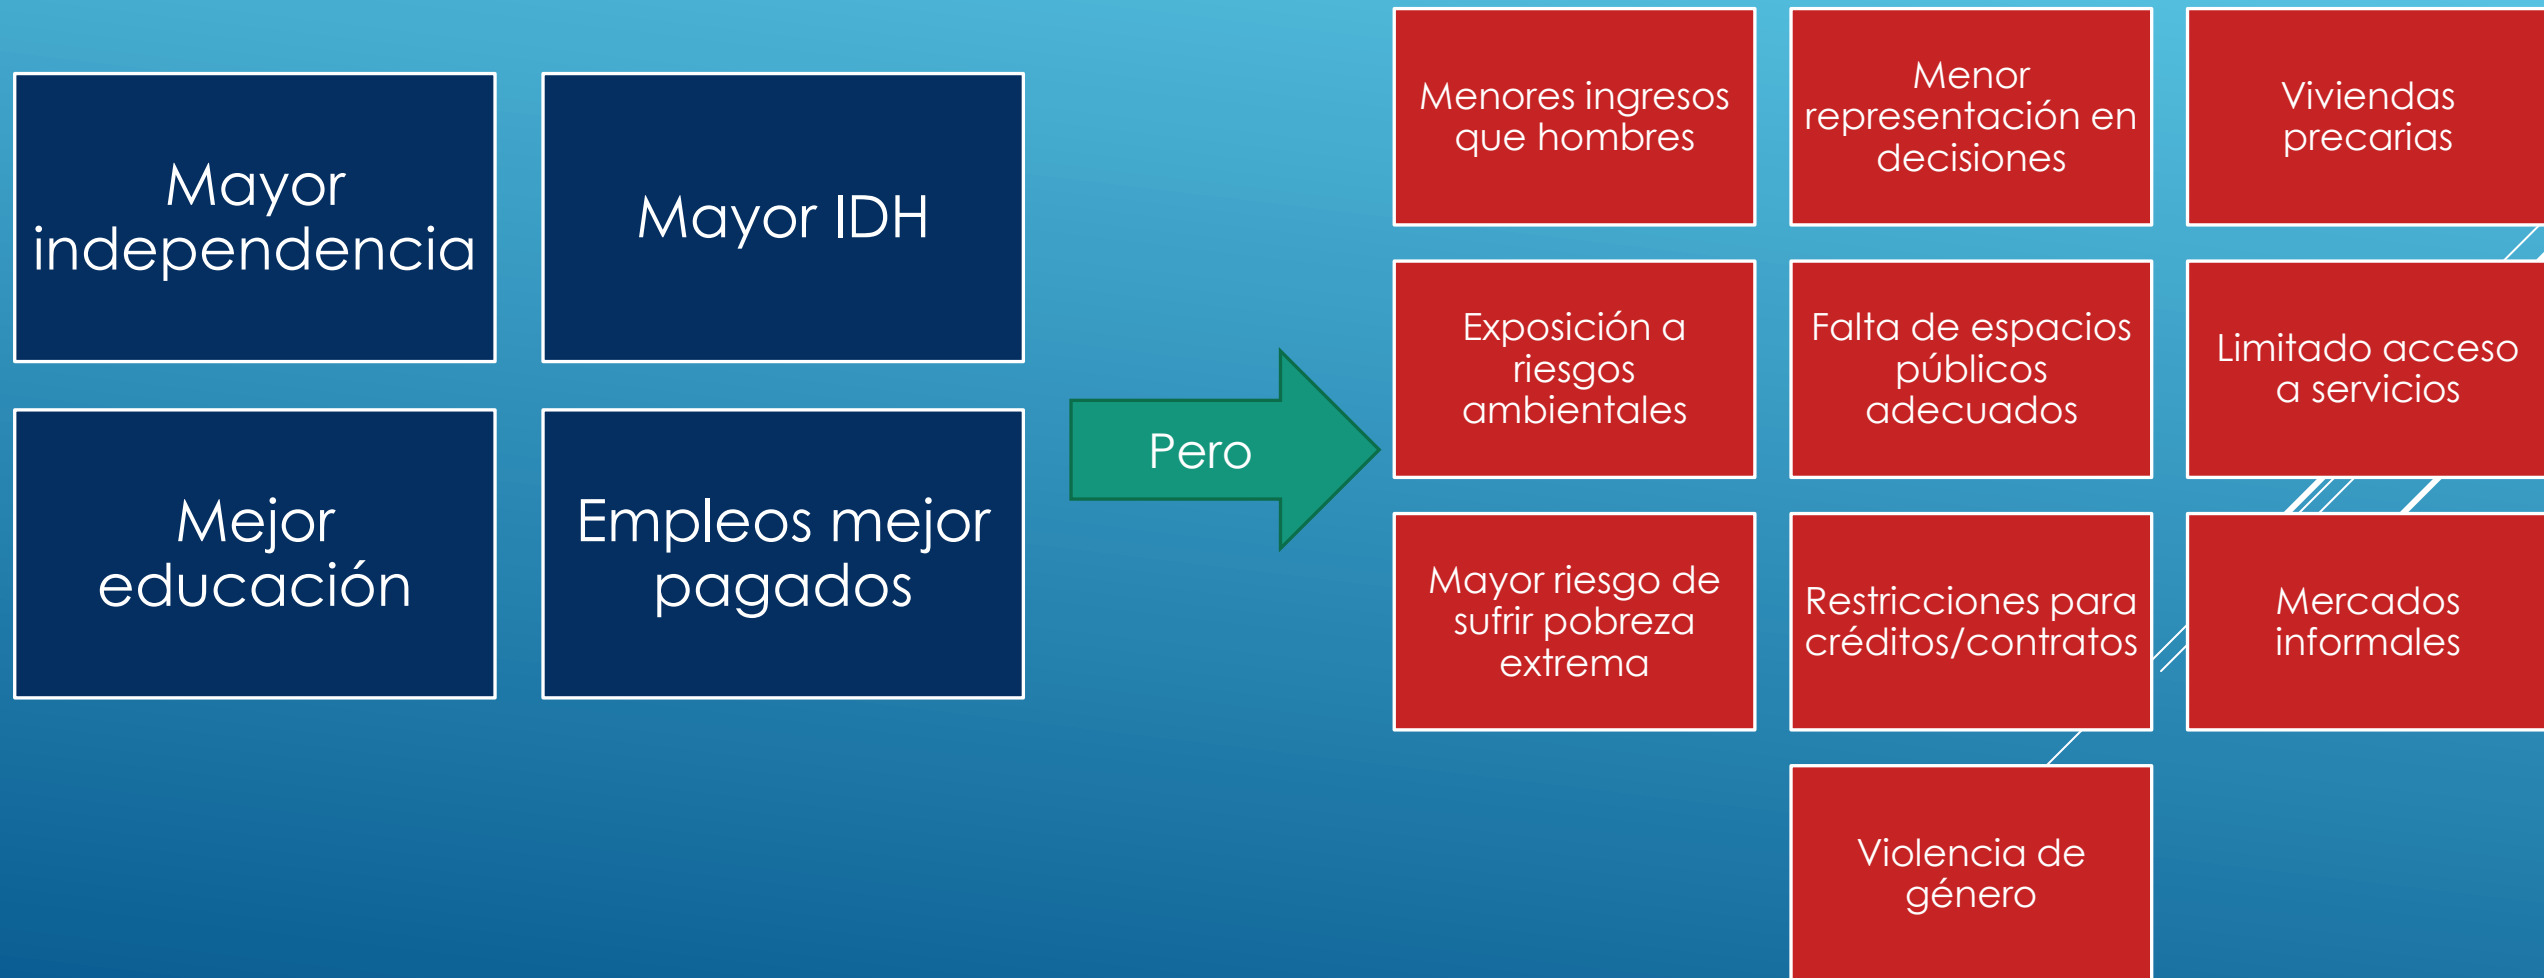 Mayor
independencia
Mayor IDH
Mejor
educación
Empleos mejor
pagados
Pero
Menores ingresos
que hombres
Menor
representación en
decisiones
Viviendas
precarias
Exposición a
riesgos
ambientales
Falta de espacios
públicos
adecuados
Limitado acceso
a servicios
Mayor riesgo de
sufrir pobreza
extrema
Restricciones para
créditos/contratos
Mercados
informales
Violencia de
género